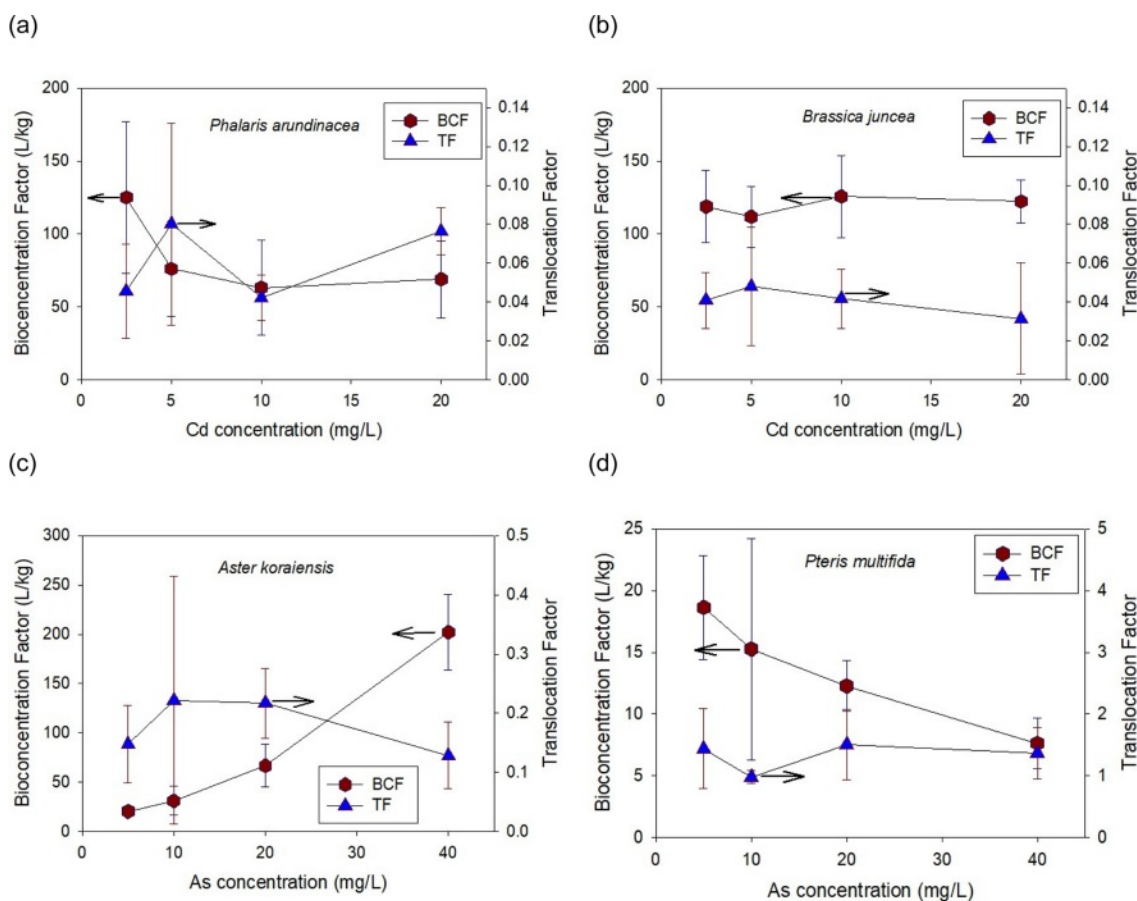 (a)
Bioconcentration Factor (L/kg)
200
150
100
50
0
Phalaris arundinacea
BCF
TF
0.14
0.12
0.10
0.08
0.06
0.04
0.02
0.00
Translocation Factor
0
5
10
15
20
Cd concentration (mg/L)
(b)
Bioconcentration Factor (L/kg)
200
150
100
50
0
Brassica juncea
BCF
TF
0.14
0.12
0.10
0.08
0.06
0.04
0.02
0.00
Translocation Factor
0
5
10
15
20
Cd concentration (mg/L)
(c)
Bioconcentration Factor (L/kg)
300
250
200
150
100
50
0
Aster koraiensis
BCF
TF
0.5
0.4
0.3
0.2
0.1
0.0
Translocation Factor
0
10
20
30
40
As concentration (mg/L)
(d)
Bioconcentration Factor (L/kg)
25
20
15
10
5
0
Pteris multifida
BCF
TF
5
4
3
2
1
0
Translocation Factor
0
10
20
30
40
As concentration (mg/L)